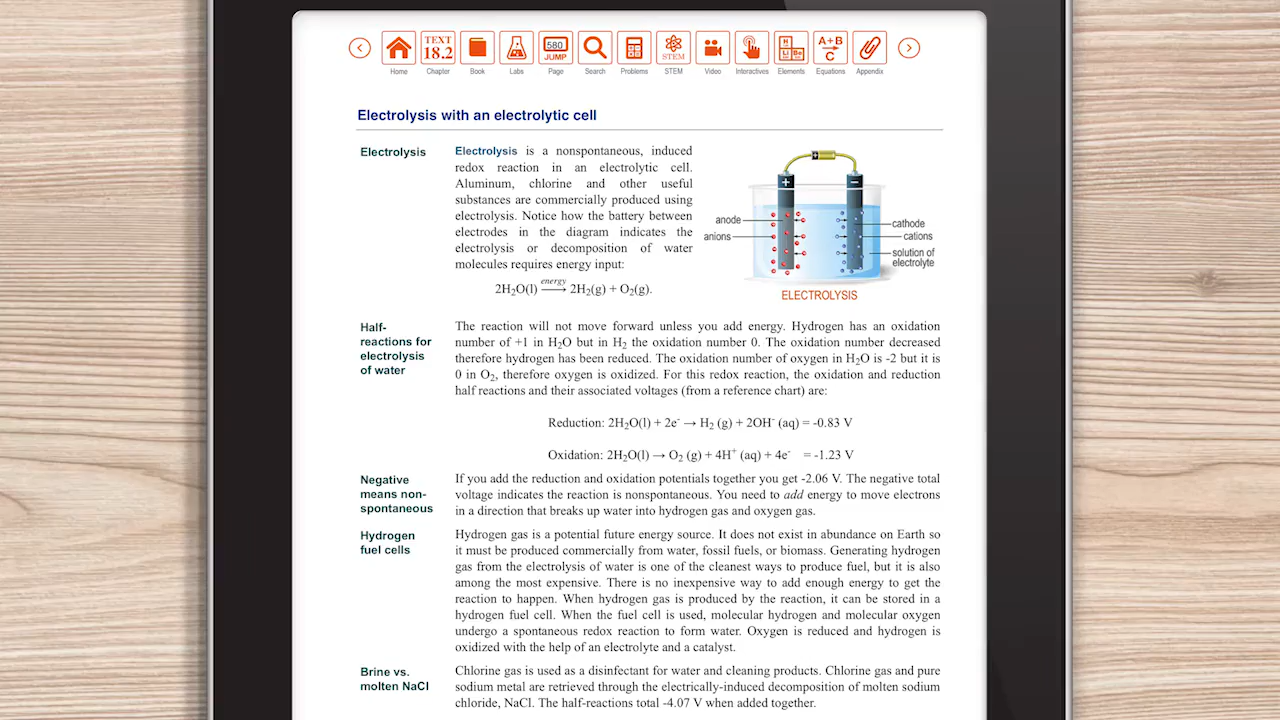 TEXT
18.2
580
JUMP
STEM
H
Li Be
A+B
C
Home Chapter Book Labs Page Search Problems STEM Video Interactives Elements Equations Appendix
Electrolysis with an electrolytic cell
Electrolysis
Electrolysis is a nonspontaneous, induced
redox reaction in an electrolytic cell.
Aluminum, chlorine and other useful
substances are commercially produced using
electrolysis. Notice how the battery between
electrodes in the diagram indicates the
electrolysis or decomposition of water
molecules requires energy input:
2H₂O(l) energy⟶ 2H₂(g) + O₂(g).
+ −
+ −
anode
anions
cathode
cations
solution of
electrolyte
ELECTROLYSIS
Half-
reactions for
electrolysis
of water
The reaction will not move forward unless you add energy. Hydrogen has an oxidation
number of +1 in H₂O but in H₂ the oxidation number 0. The oxidation number decreased
therefore hydrogen has been reduced. The oxidation number of oxygen in H₂O is -2 but it is
0 in O₂, therefore oxygen is oxidized. For this redox reaction, the oxidation and reduction
half reactions and their associated voltages (from a reference chart) are:
Reduction: 2H₂O(l) + 2e⁻ → H₂ (g) + 2OH⁻ (aq) = -0.83 V
Oxidation: 2H₂O(l) → O₂ (g) + 4H⁺ (aq) + 4e⁻ = -1.23 V
Negative
means non-
spontaneous
If you add the reduction and oxidation potentials together you get -2.06 V. The negative total
voltage indicates the reaction is nonspontaneous. You need to add energy to move electrons
in a direction that breaks up water into hydrogen gas and oxygen gas.
Hydrogen
fuel cells
Hydrogen gas is a potential future energy source. It does not exist in abundance on Earth so
it must be produced commercially from water, fossil fuels, or biomass. Generating hydrogen
gas from the electrolysis of water is one of the cleanest ways to produce fuel, but it is also
among the most expensive. There is no inexpensive way to add enough energy to get the
reaction to happen. When hydrogen gas is produced by the reaction, it can be stored in a
hydrogen fuel cell. When the fuel cell is used, molecular hydrogen and molecular oxygen
undergo a spontaneous redox reaction to form water. Oxygen is reduced and hydrogen is
oxidized with the help of an electrolyte and a catalyst.
Brine vs.
molten NaCl
Chlorine gas is used as a disinfectant for water and cleaning products. Chlorine gas and pure
sodium metal are retrieved through the electrically-induced decomposition of molten sodium
chloride, NaCl. The half-reactions total -4.07 V when added together.